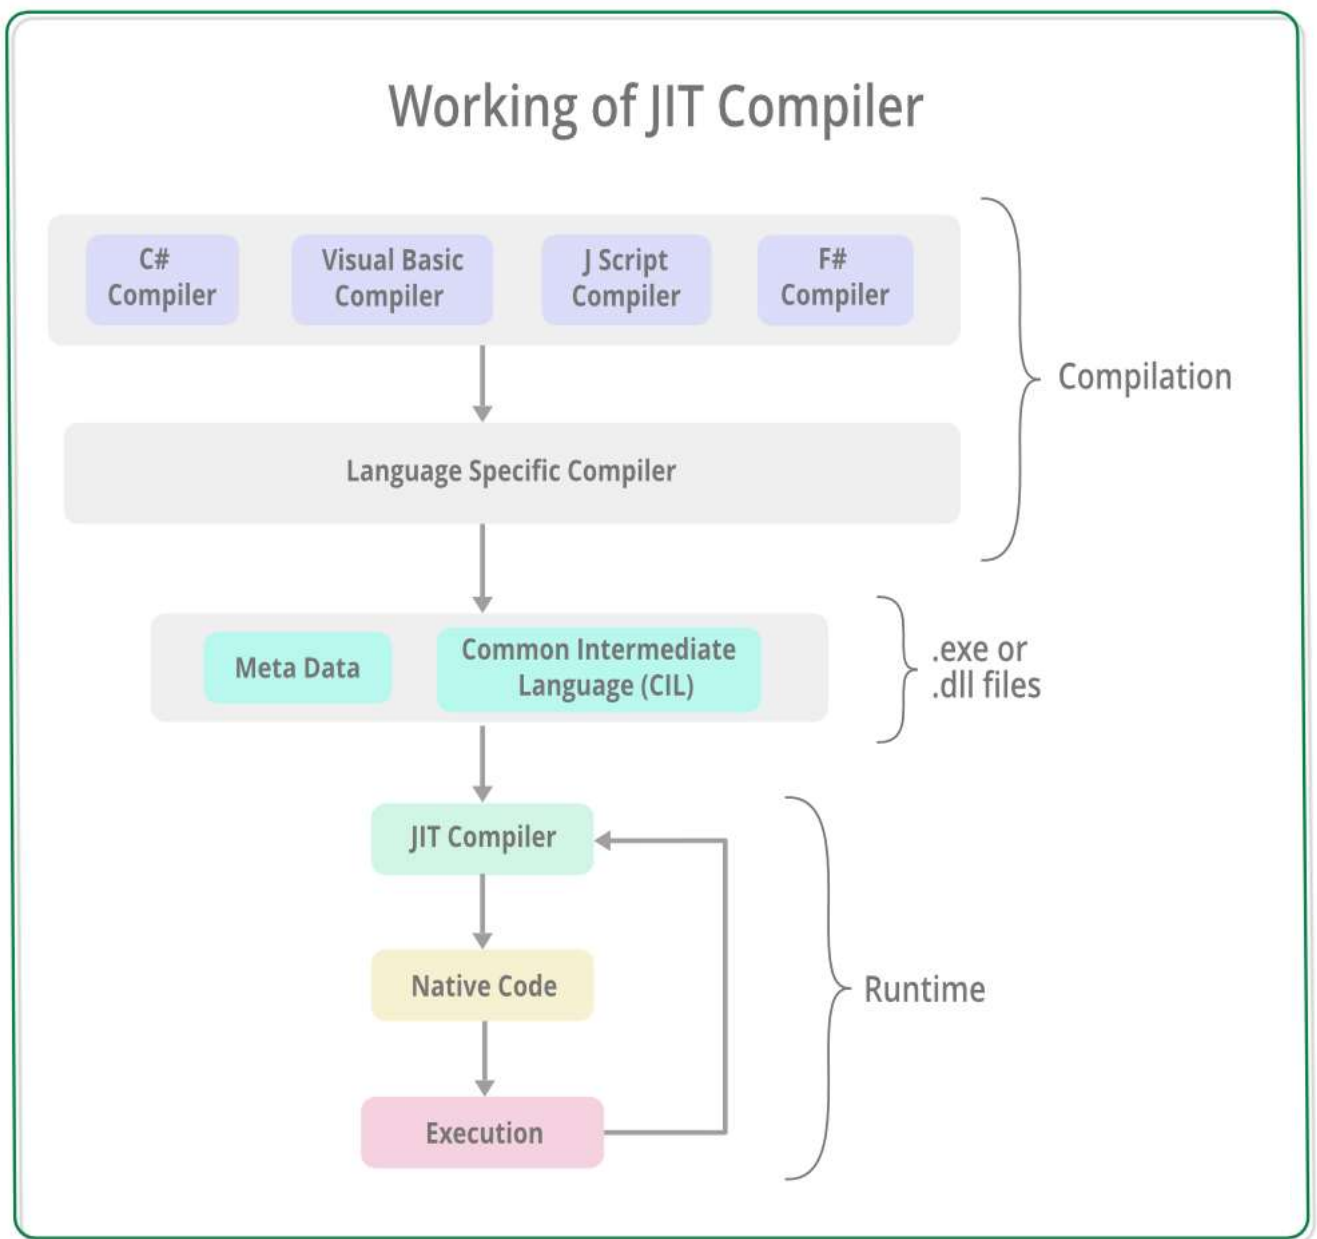 Working of JIT Compiler
C#
Compiler
Visual Basic
Compiler
J Script
Compiler
F#
Compiler
Compilation
Language Specific Compiler
Meta Data
Common Intermediate
Language (CIL)
.exe or
.dll files
JIT Compiler
Native Code
Runtime
Execution